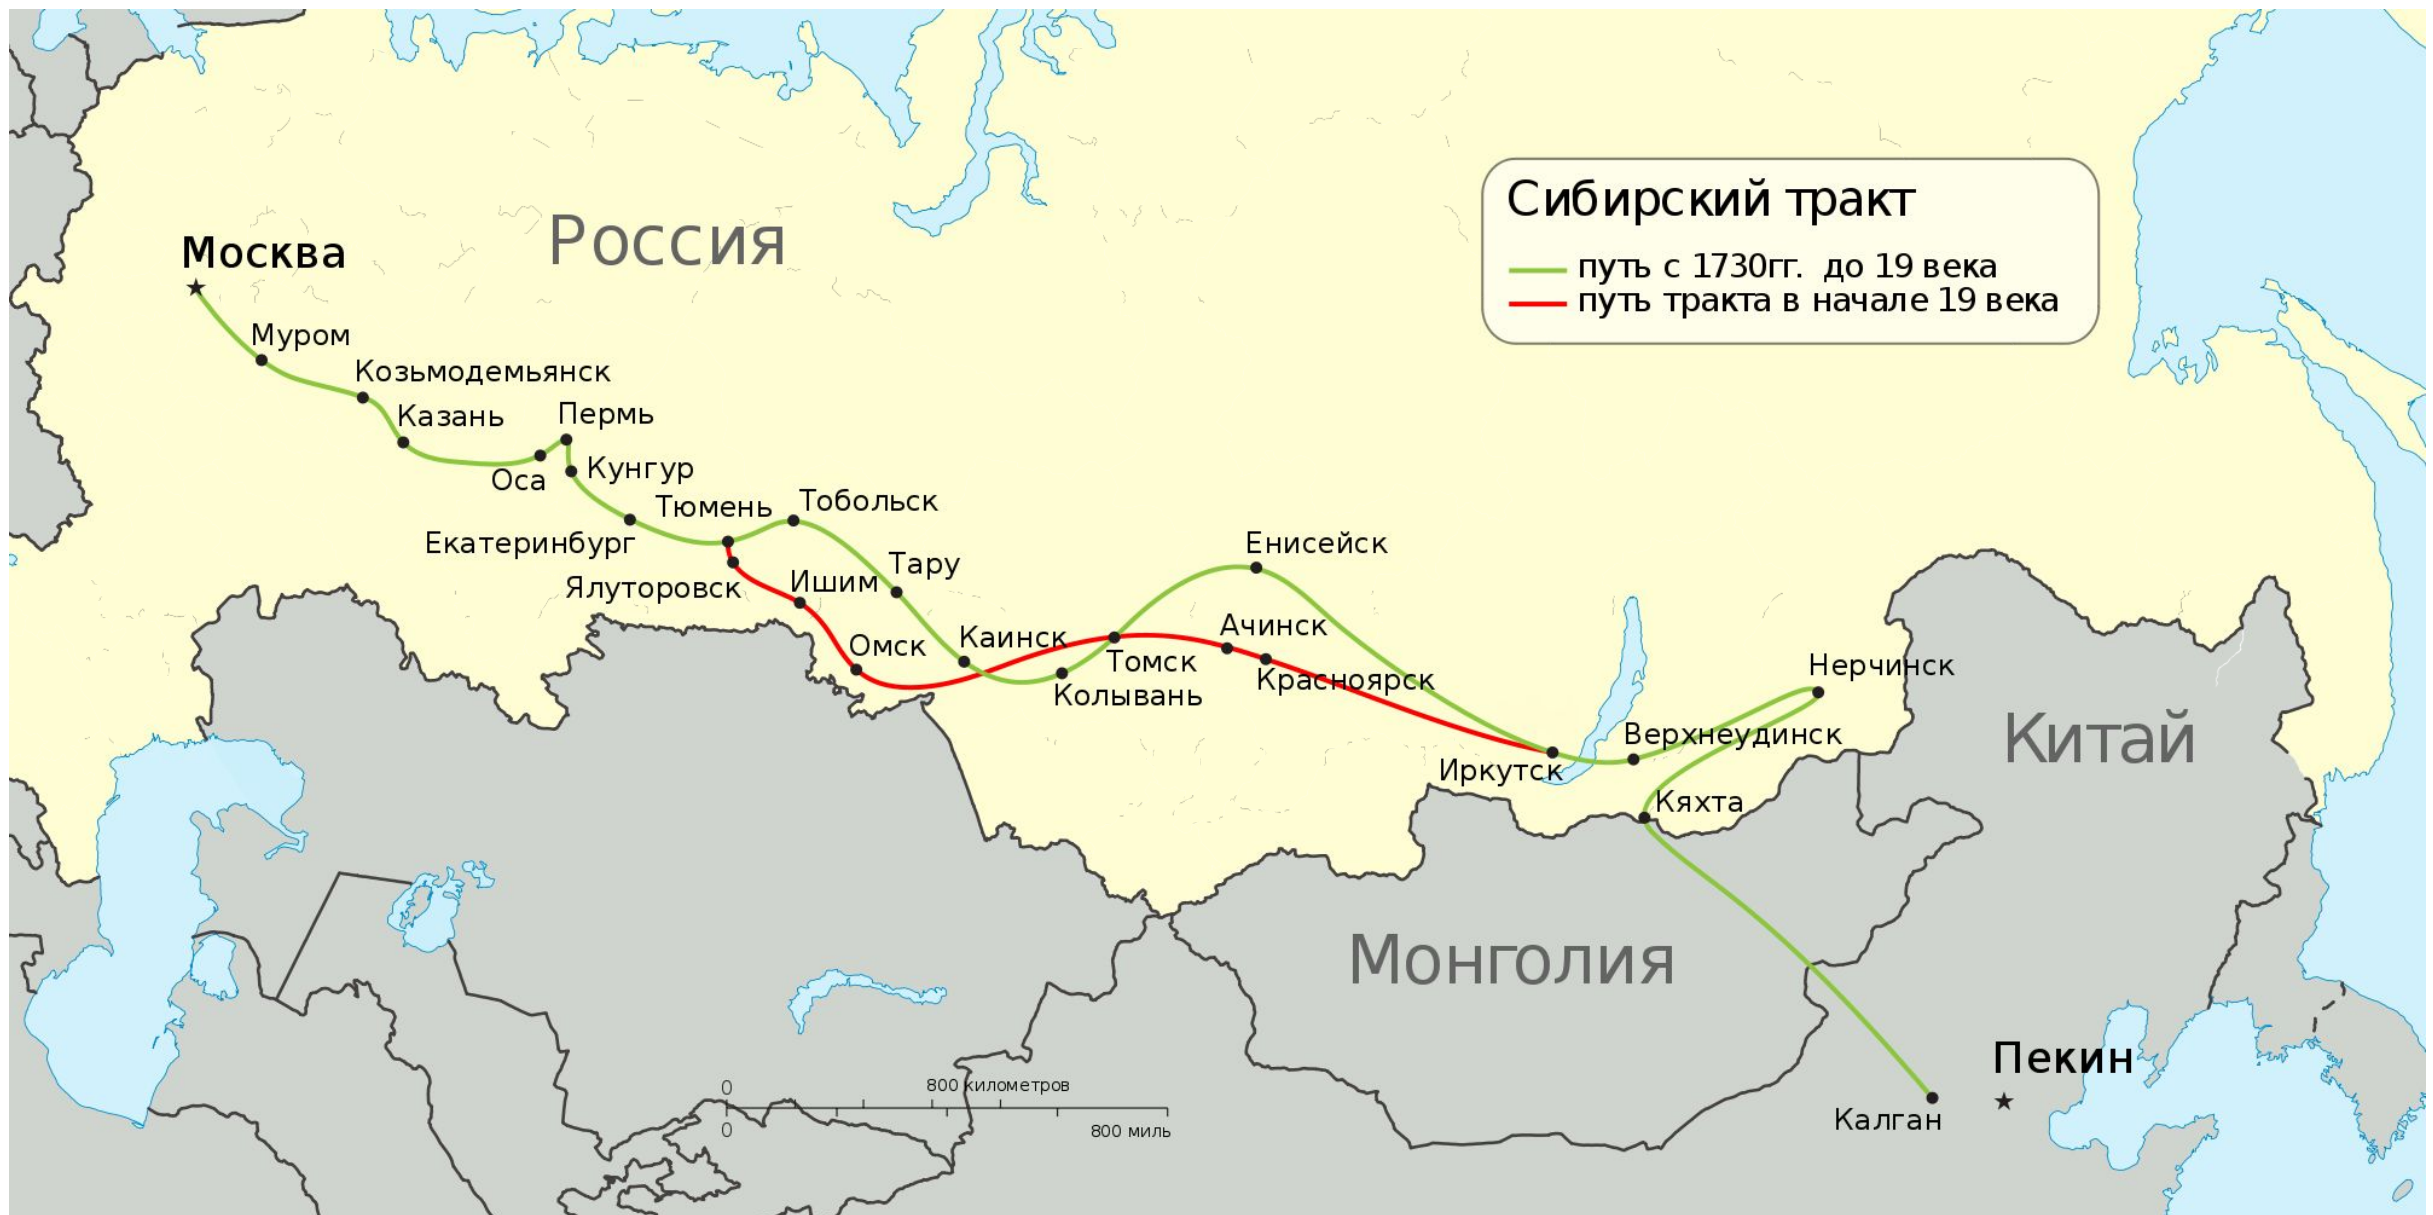 Сибирский тракт
путь с 1730гг. до 19 века
путь тракта в начале 19 века
Россия
Москва
Муром
Козьмодемьянск
Казань
Пермь
Оса
Кунгур
Тюмень
Тобольск
Екатеринбург
Ялуторовск
Ишим
Тару
Омск
Каинск
Енисейск
Ачинск
Томск
Колывань
Красноярск
Нерчинск
Верхнеудинск
Иркутск
Кяхта
Китай
Монголия
Пекин
Калган
0
800 километров
0
800 миль